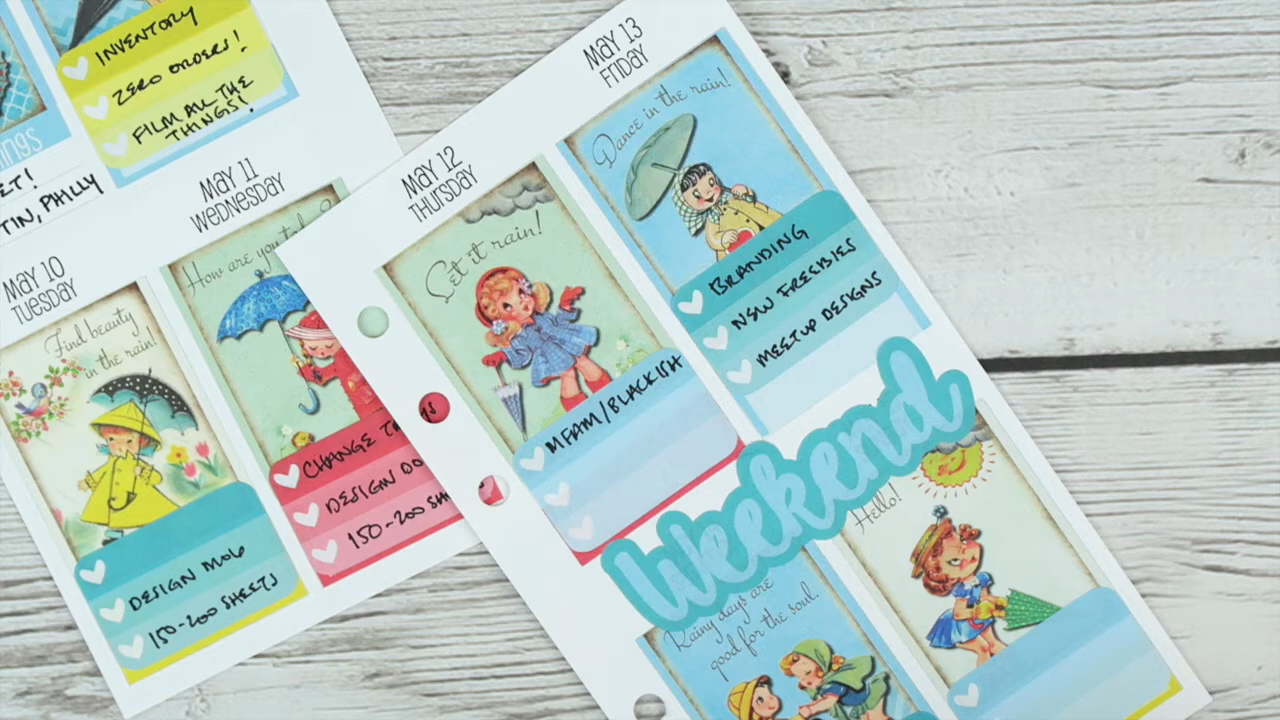 INVENTORY
ZERO ORDERS!
FILM ALL THE
THINGS!
ET!
TIN, PHILLY
MAY 10
TUESDAY
Find beauty
in the rain!
DESIGN MOG
150-200 SHEETS
MAY 11
WEDNESDAY
How are you
CHANGE
DESIGN
150-200
MAY 12
THURSDAY
Let it rain!
MFAM/BLACKISH
MAY 13
FRIDAY
Dance in the rain!
BRANDING
NEW FREEBIES
MEETUP DESIGNS
weekend
Rainy days are
good for the soul.
Hello!